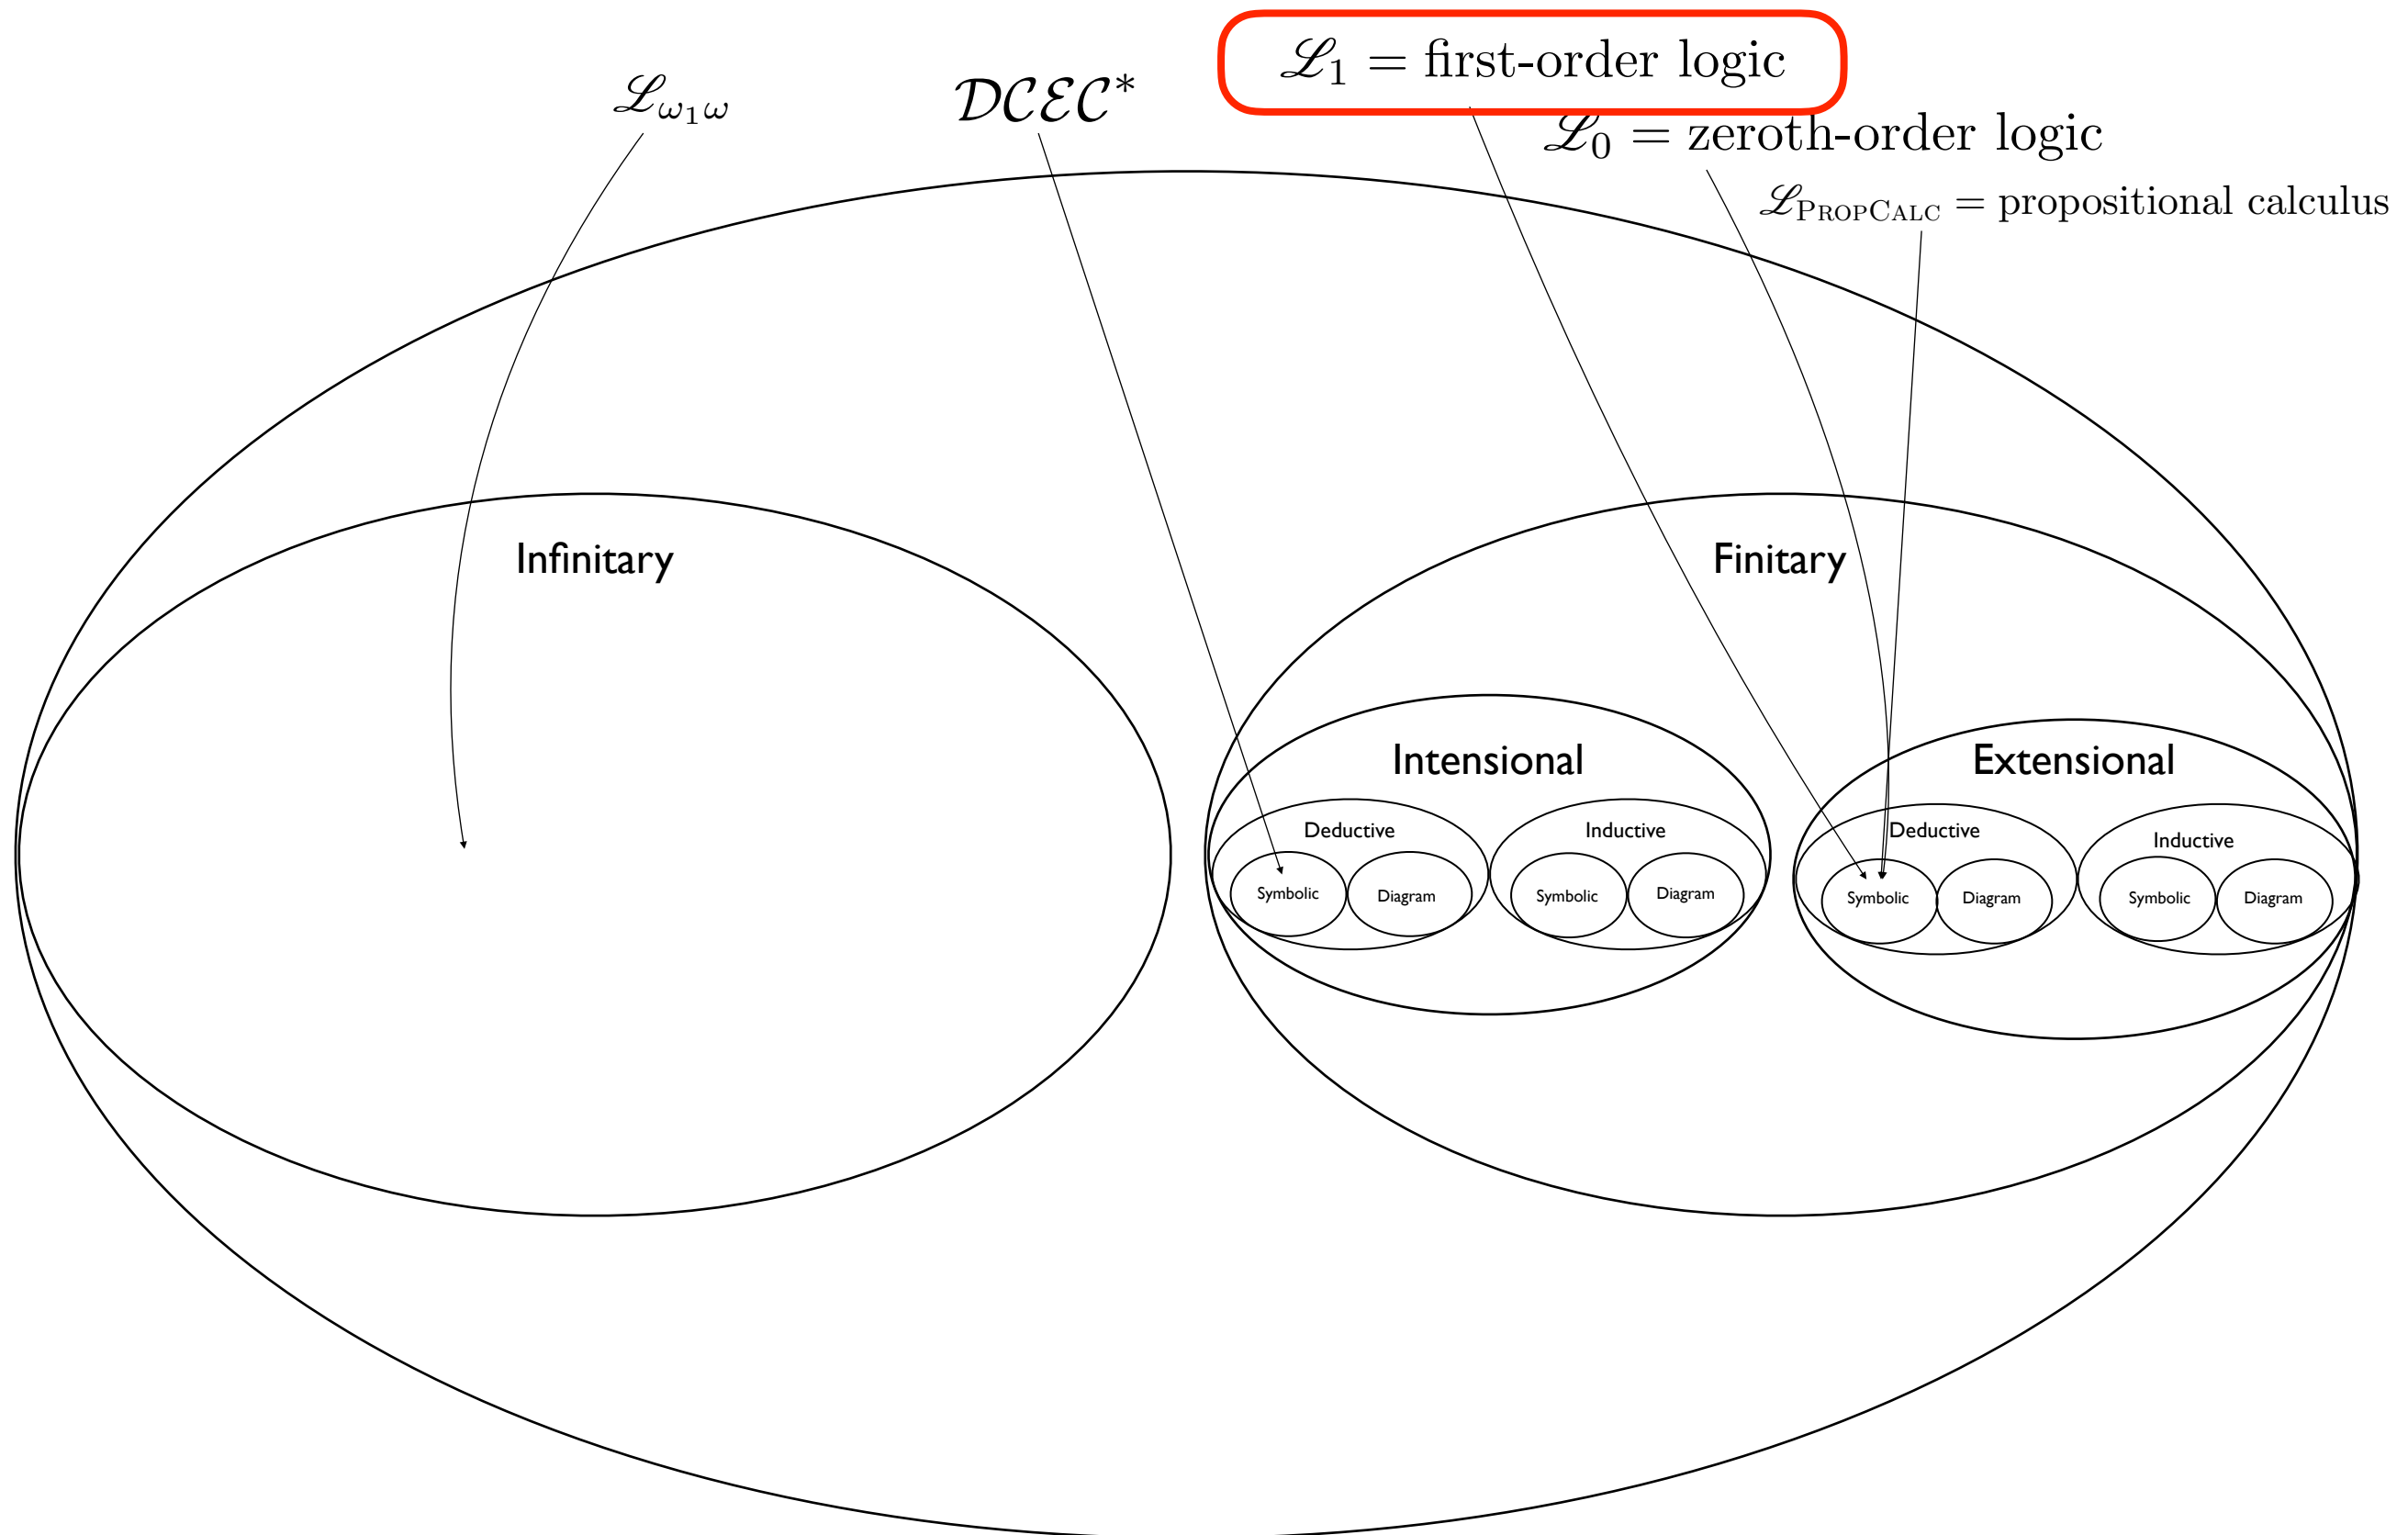 ℒ₁ = first-order logic
ℒ_{ω₁ω}
𝒟𝒞ℰ𝒞*
ℒ₀ = zeroth-order logic
ℒ_{PROPCALC} = propositional calculus
Infinitary
Finitary
Intensional
Extensional
Deductive
Inductive
Deductive
Inductive
Symbolic
Diagram
Symbolic
Diagram
Symbolic
Diagram
Symbolic
Diagram